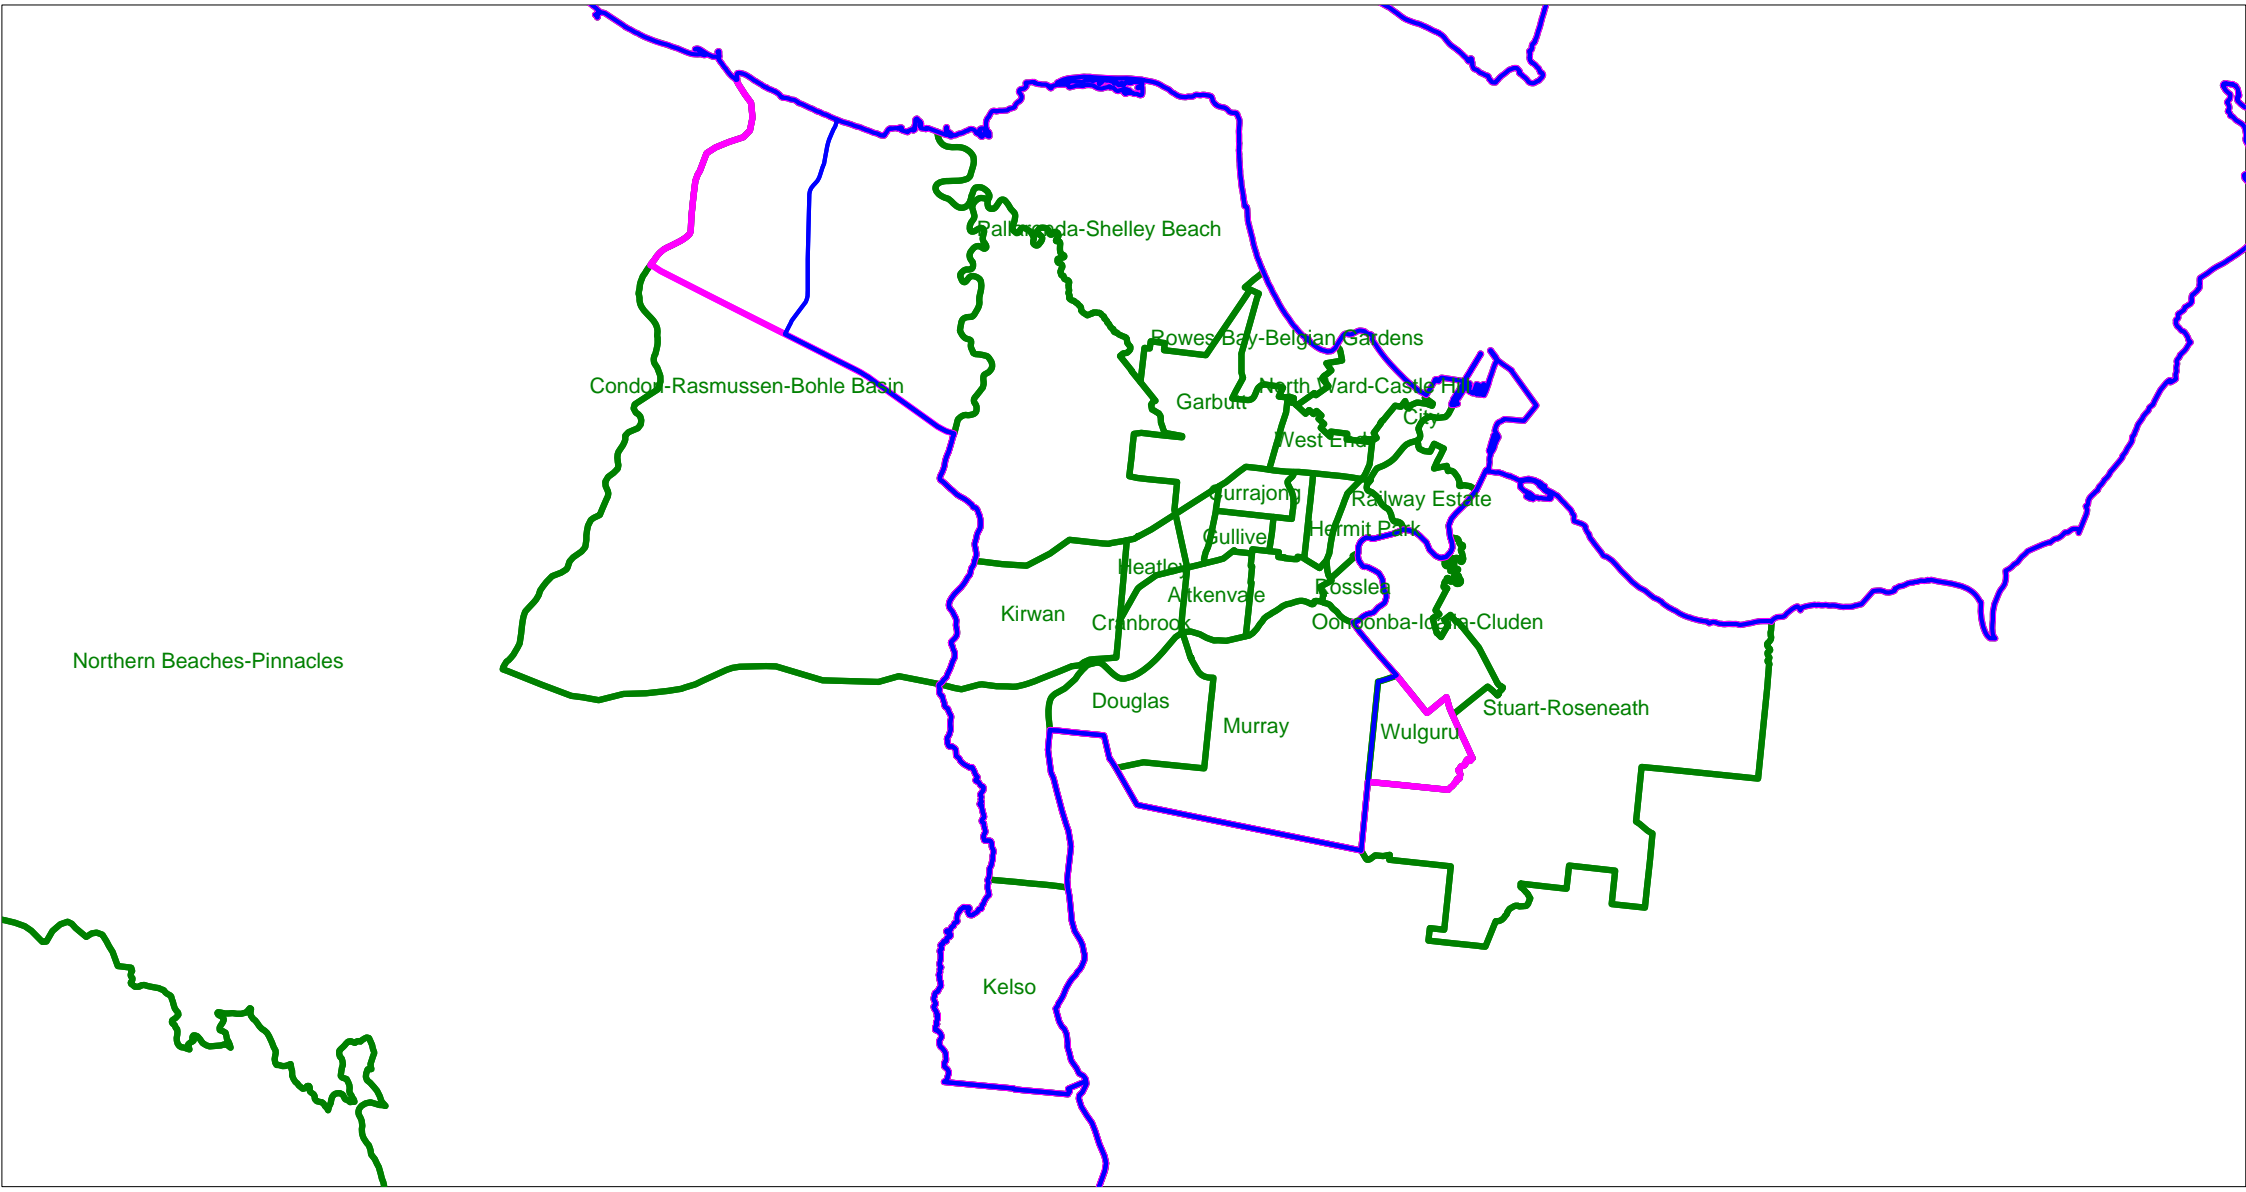 Pallarenda-Shelley Beach
Rowes Bay-Belgian Gardens
Condon-Rasmussen-Bohle Basin
North Ward-Castle Hill
Garbutt
City
West End
Currajong
Railway Estate
Hermit Park
Gulliver
Heatley
Rosslea
Aitkenvale
Kirwan
Cranbrook
Oonoonba-Idalia-Cluden
Northern Beaches-Pinnacles
Douglas
Stuart-Roseneath
Murray
Wulguru
Kelso